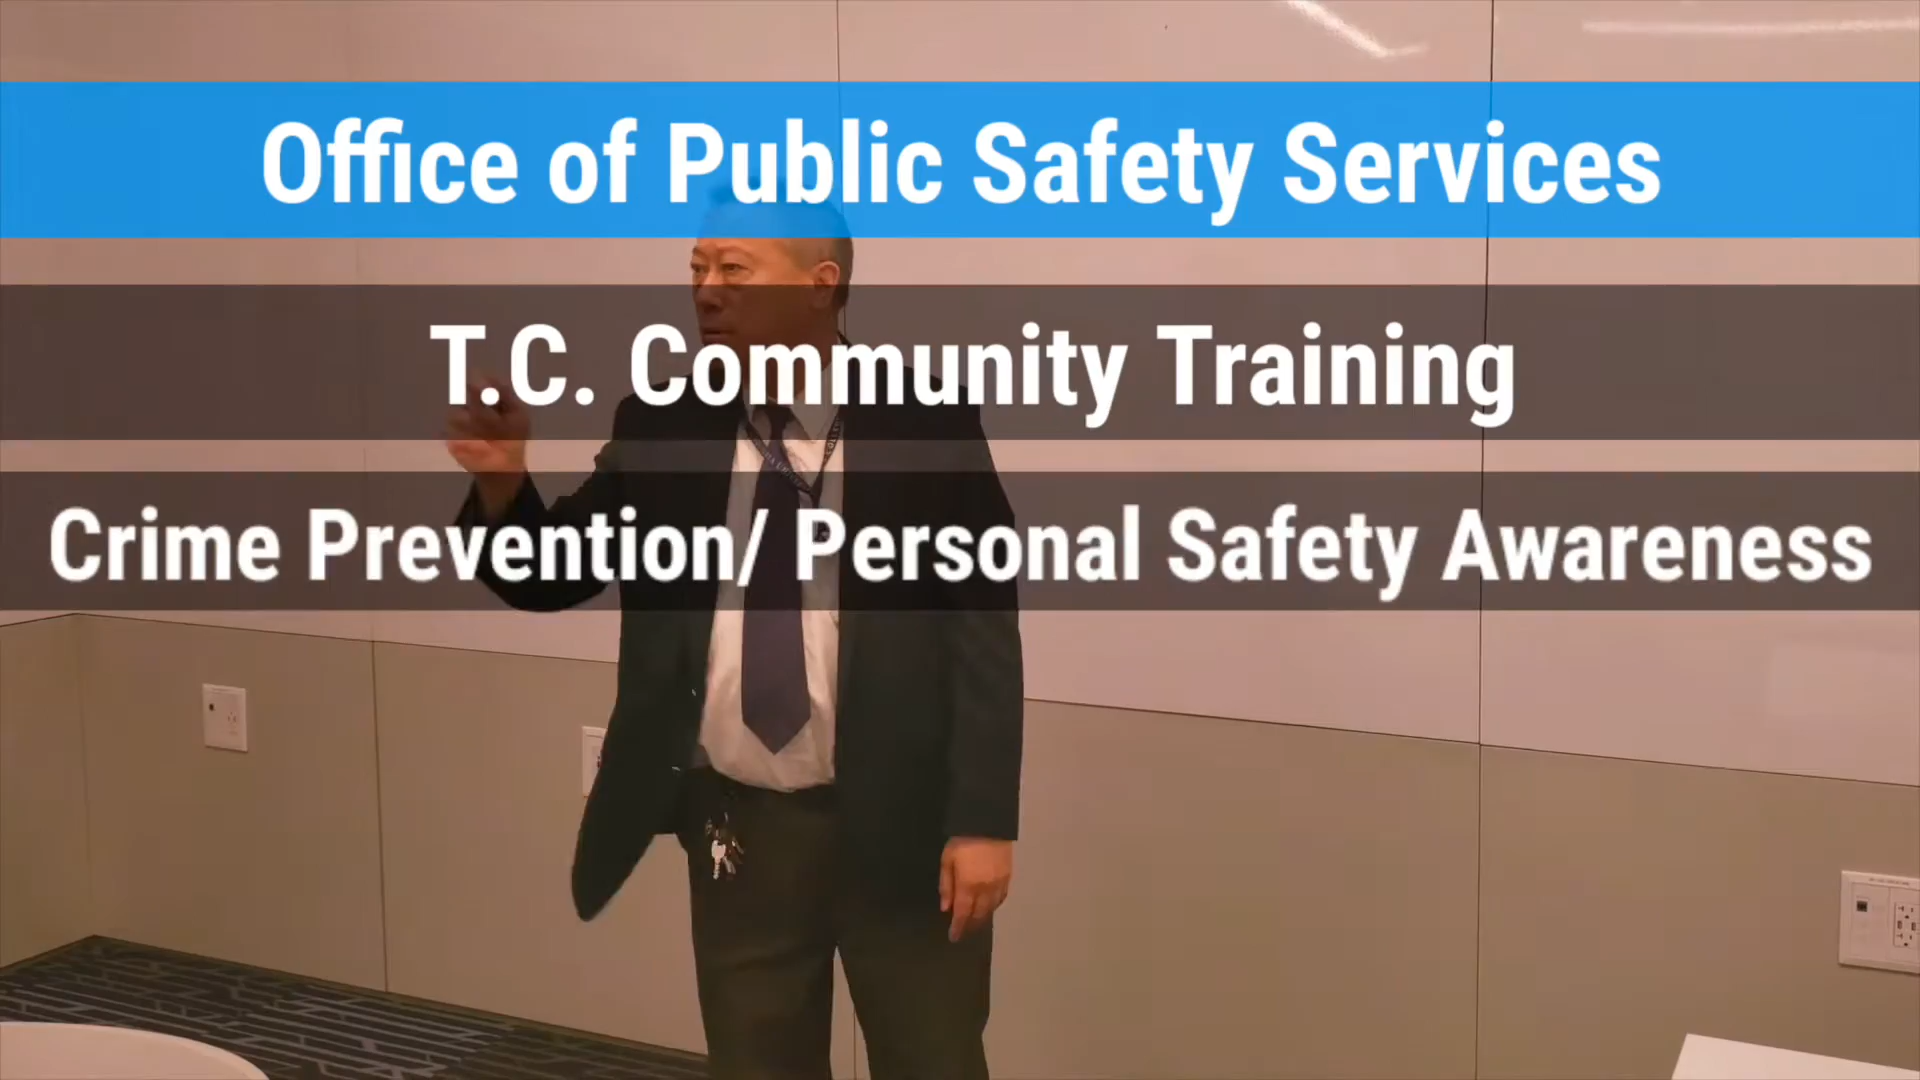 Office of Public Safety Services
T.C. Community Training
Crime Prevention/ Personal Safety Awareness